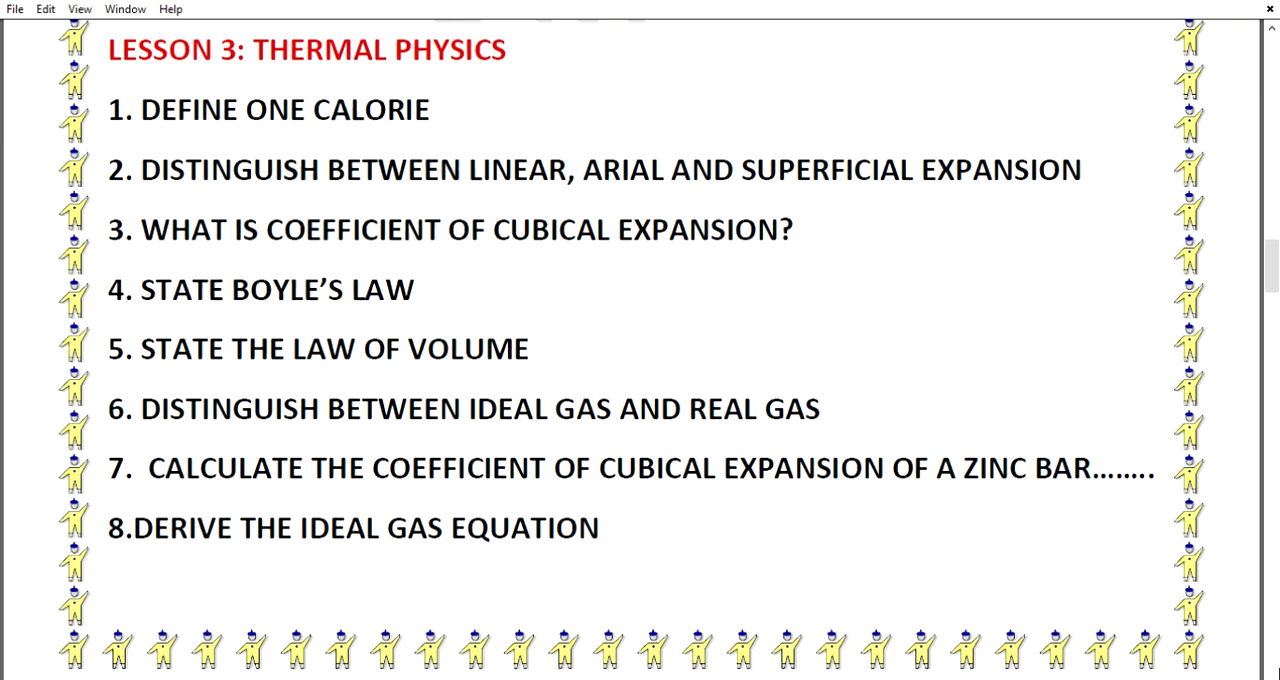 File Edit View Window Help
LESSON 3: THERMAL PHYSICS
1. DEFINE ONE CALORIE
2. DISTINGUISH BETWEEN LINEAR, ARIAL AND SUPERFICIAL EXPANSION
3. WHAT IS COEFFICIENT OF CUBICAL EXPANSION?
4. STATE BOYLE’S LAW
5. STATE THE LAW OF VOLUME
6. DISTINGUISH BETWEEN IDEAL GAS AND REAL GAS
7.  CALCULATE THE COEFFICIENT OF CUBICAL EXPANSION OF A ZINC BAR........
8.DERIVE THE IDEAL GAS EQUATION